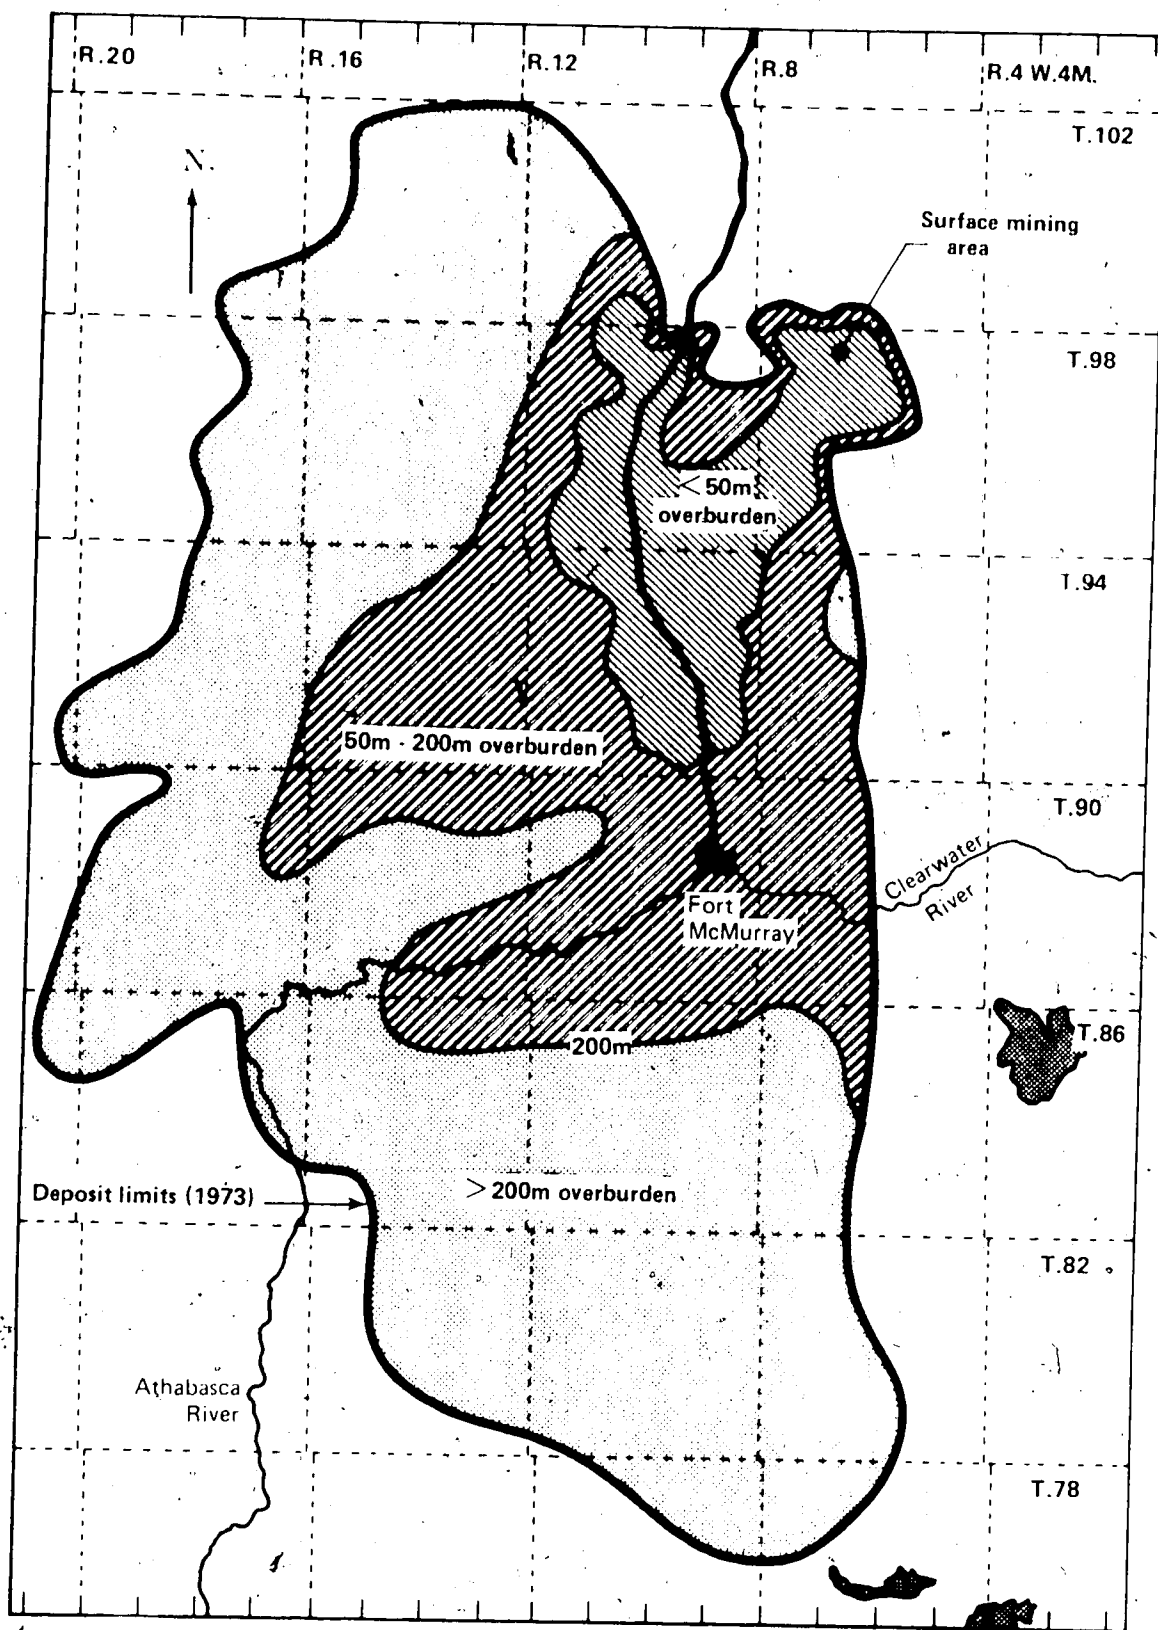 R.20
R.16
R.12
R.8
R.4 W.4M.
T.102
N.
Surface mining
area
T.98
< 50m
overburden
T.94
50m - 200m overburden
T.90
Clearwater
River
Fort
McMurray
T.86
200m
Deposit limits (1973)
> 200m overburden
T.82
Athabasca
River
T.78